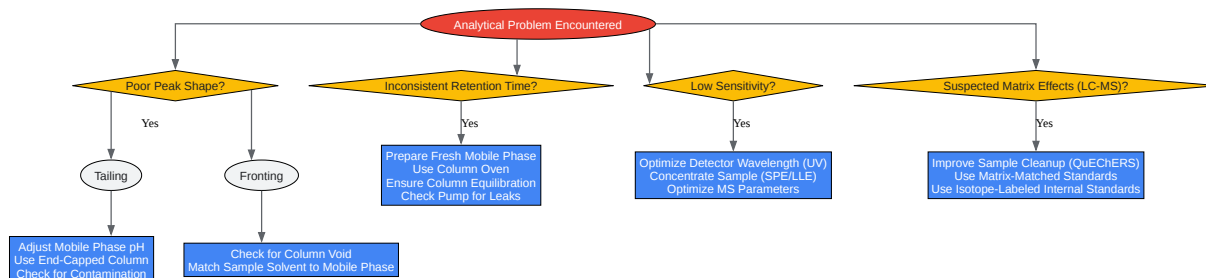 Analytical Problem Encountered
Poor Peak Shape?
Inconsistent Retention Time?
Low Sensitivity?
Suspected Matrix Effects (LC-MS)?
Yes
Yes
Yes
Yes
Tailing
Fronting
Prepare Fresh Mobile Phase
Use Column Oven
Ensure Column Equilibration
Check Pump for Leaks
Optimize Detector Wavelength (UV)
Concentrate Sample (SPE/LLE)
Optimize MS Parameters
Improve Sample Cleanup (QuEChERS)
Use Matrix-Matched Standards
Use Isotope-Labeled Internal Standards
Adjust Mobile Phase pH
Use End-Capped Column
Check for Contamination
Check for Column Void
Match Sample Solvent to Mobile Phase